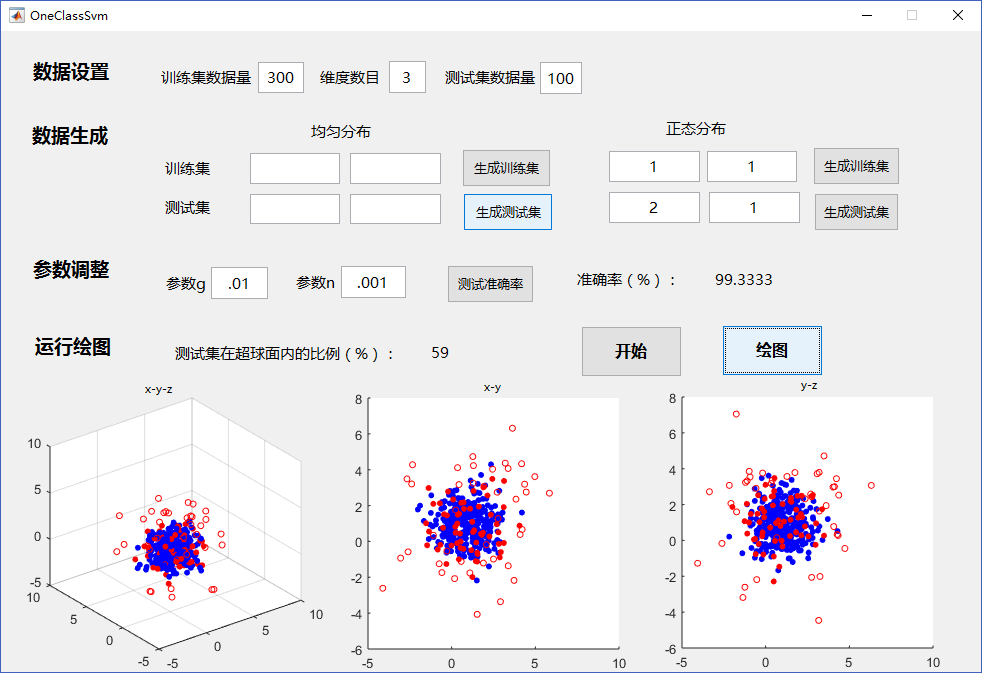 OneClassSvm
数据设置 训练集数据量 300 维度数目 3 测试集数据量 100
数据生成 均匀分布 正态分布
训练集 生成训练集 1 1 生成训练集
测试集 生成测试集 2 1 生成测试集
参数调整 参数g .01 参数n .001 测试准确率 准确率（%）： 99.3333
运行绘图 测试集在超球面内的比例（%）： 59 开始 绘图
x-y-z
10
5
0
-5
10
5
0
-5
-5
0
5
10
x-y
8
6
4
2
0
-2
-4
-6
-5 0 5 10
y-z
8
6
4
2
0
-2
-4
-6
-5 0 5 10